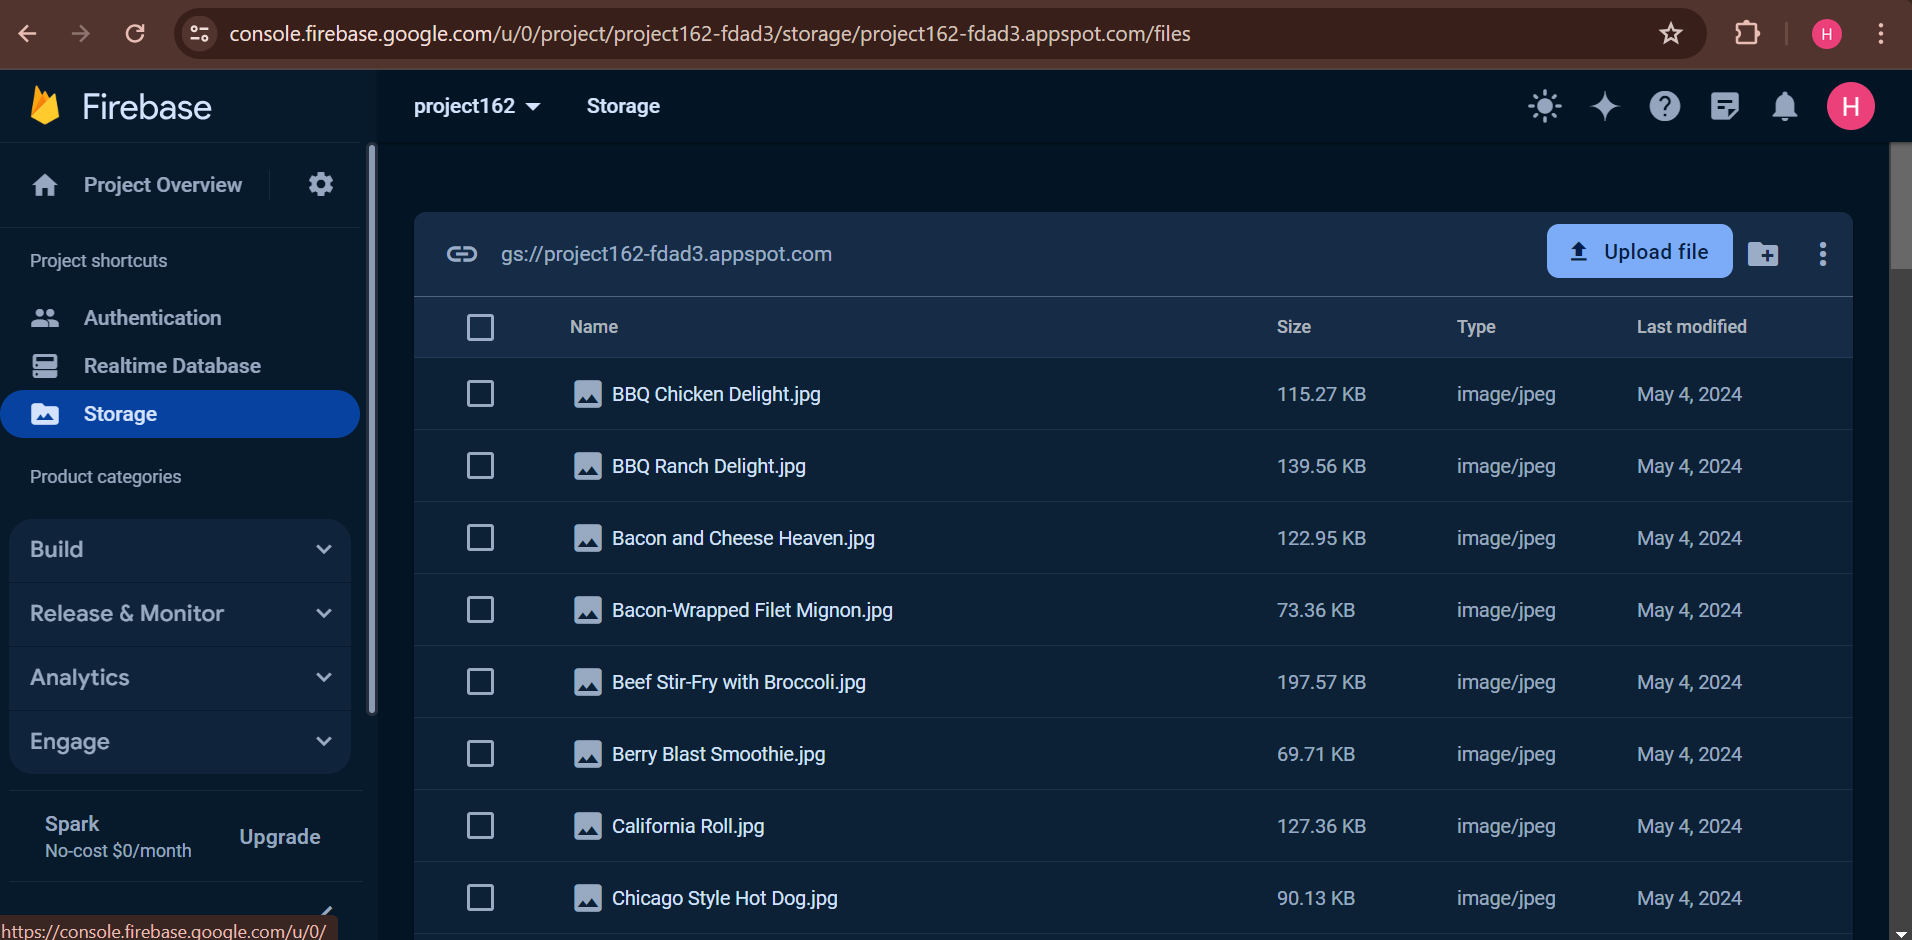 console.firebase.google.com/u/0/project/project162-fdad3/storage/project162-fdad3.appspot.com/files
H
Firebase
project162
Storage
H
Project Overview
Project shortcuts
Authentication
Realtime Database
Storage
Product categories
Build
Release & Monitor
Analytics
Engage
Spark
No-cost $0/month
Upgrade
https://console.firebase.google.com/u/0/
gs://project162-fdad3.appspot.com
Upload file
Name Size Type Last modified
BBQ Chicken Delight.jpg 115.27 KB image/jpeg May 4, 2024
BBQ Ranch Delight.jpg 139.56 KB image/jpeg May 4, 2024
Bacon and Cheese Heaven.jpg 122.95 KB image/jpeg May 4, 2024
Bacon-Wrapped Filet Mignon.jpg 73.36 KB image/jpeg May 4, 2024
Beef Stir-Fry with Broccoli.jpg 197.57 KB image/jpeg May 4, 2024
Berry Blast Smoothie.jpg 69.71 KB image/jpeg May 4, 2024
California Roll.jpg 127.36 KB image/jpeg May 4, 2024
Chicago Style Hot Dog.jpg 90.13 KB image/jpeg May 4, 2024